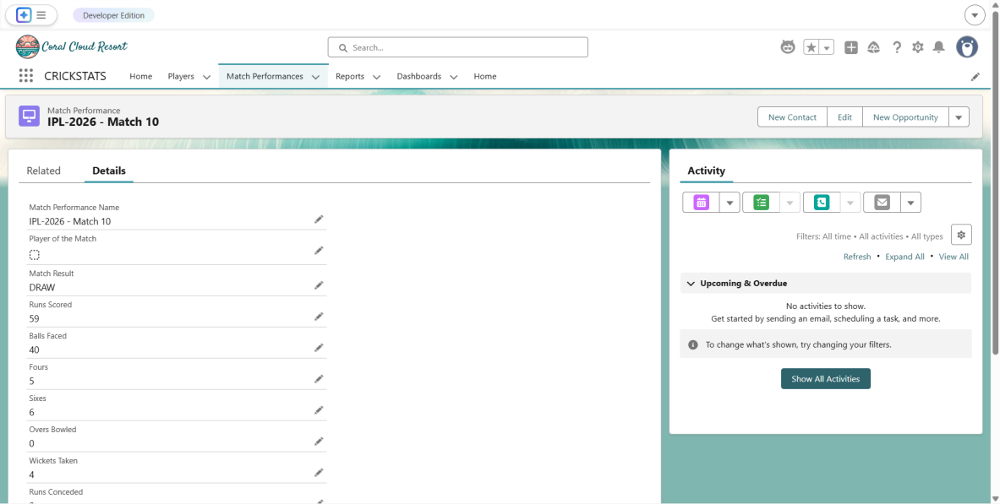 Developer Edition
Coral Cloud Resort
Search...
CRICKSTATS
Home
Players
Match Performances
Reports
Dashboards
Home
Match Performance
IPL-2026 - Match 10
New Contact
Edit
New Opportunity
Related
Details
Match Performance Name
IPL-2026 - Match 10
Player of the Match
Match Result
DRAW
Runs Scored
59
Balls Faced
40
Fours
5
Sixes
6
Overs Bowled
0
Wickets Taken
4
Runs Conceded
Activity
Filters: All time • All activities • All types
Refresh • Expand All • View All
Upcoming & Overdue
No activities to show.
Get started by sending an email, scheduling a task, and more.
To change what's shown, try changing your filters.
Show All Activities